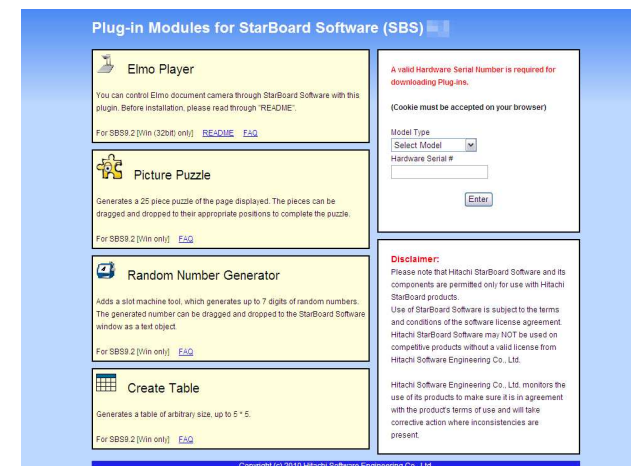 Plug-in Modules for StarBoard Software (SBS)
Elmo Player
You can control Elmo document camera through StarBoard Software with this
plugin. Before installation, please read through "README".
For SBS9.2 [Win (32bit) only] README FAQ
Picture Puzzle
Generates a 25 piece puzzle of the page displayed. The pieces can be
dragged and dropped to their appropriate positions to complete the puzzle.
For SBS9.2 [Win only] FAQ
Random Number Generator
Adds a slot machine tool, which generates up to 7 digits of random numbers.
The generated number can be dragged and dropped to the StarBoard Software
window as a text object.
For SBS9.2 [Win only] FAQ
Create Table
Generates a table of arbitrary size, up to 5 * 5.
For SBS9.2 [Win only] FAQ
A valid Hardware Serial Number is required for
downloading Plug-ins.
(Cookie must be accepted on your browser)
Model Type
Select Model
Hardware Serial #
Enter
Disclaimer:
Please note that Hitachi StarBoard Software and its
components are permitted only for use with Hitachi
StarBoard products.
Use of StarBoard Software is subject to the terms
and conditions of the software license agreement.
Hitachi StarBoard Software may NOT be used on
competitive products without a valid license from
Hitachi Software Engineering Co., Ltd.
Hitachi Software Engineering Co., Ltd. monitors the
use of its products to make sure it is in agreement
with the product's terms of use and will take
corrective action where inconsistencies are
present.
Copyright (c) 2010 Hitachi Software Engineering Co., Ltd.